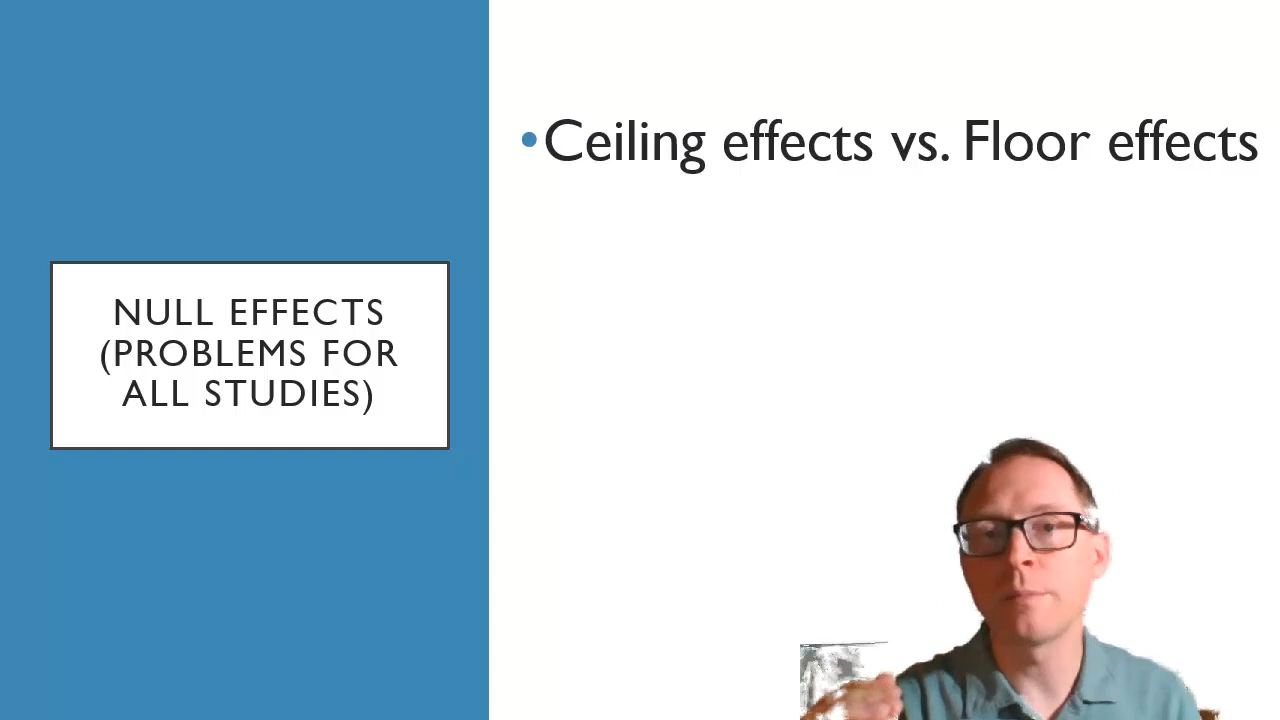 •Ceiling effects vs. Floor effects
NULL EFFECTS
(PROBLEMS FOR
ALL STUDIES)